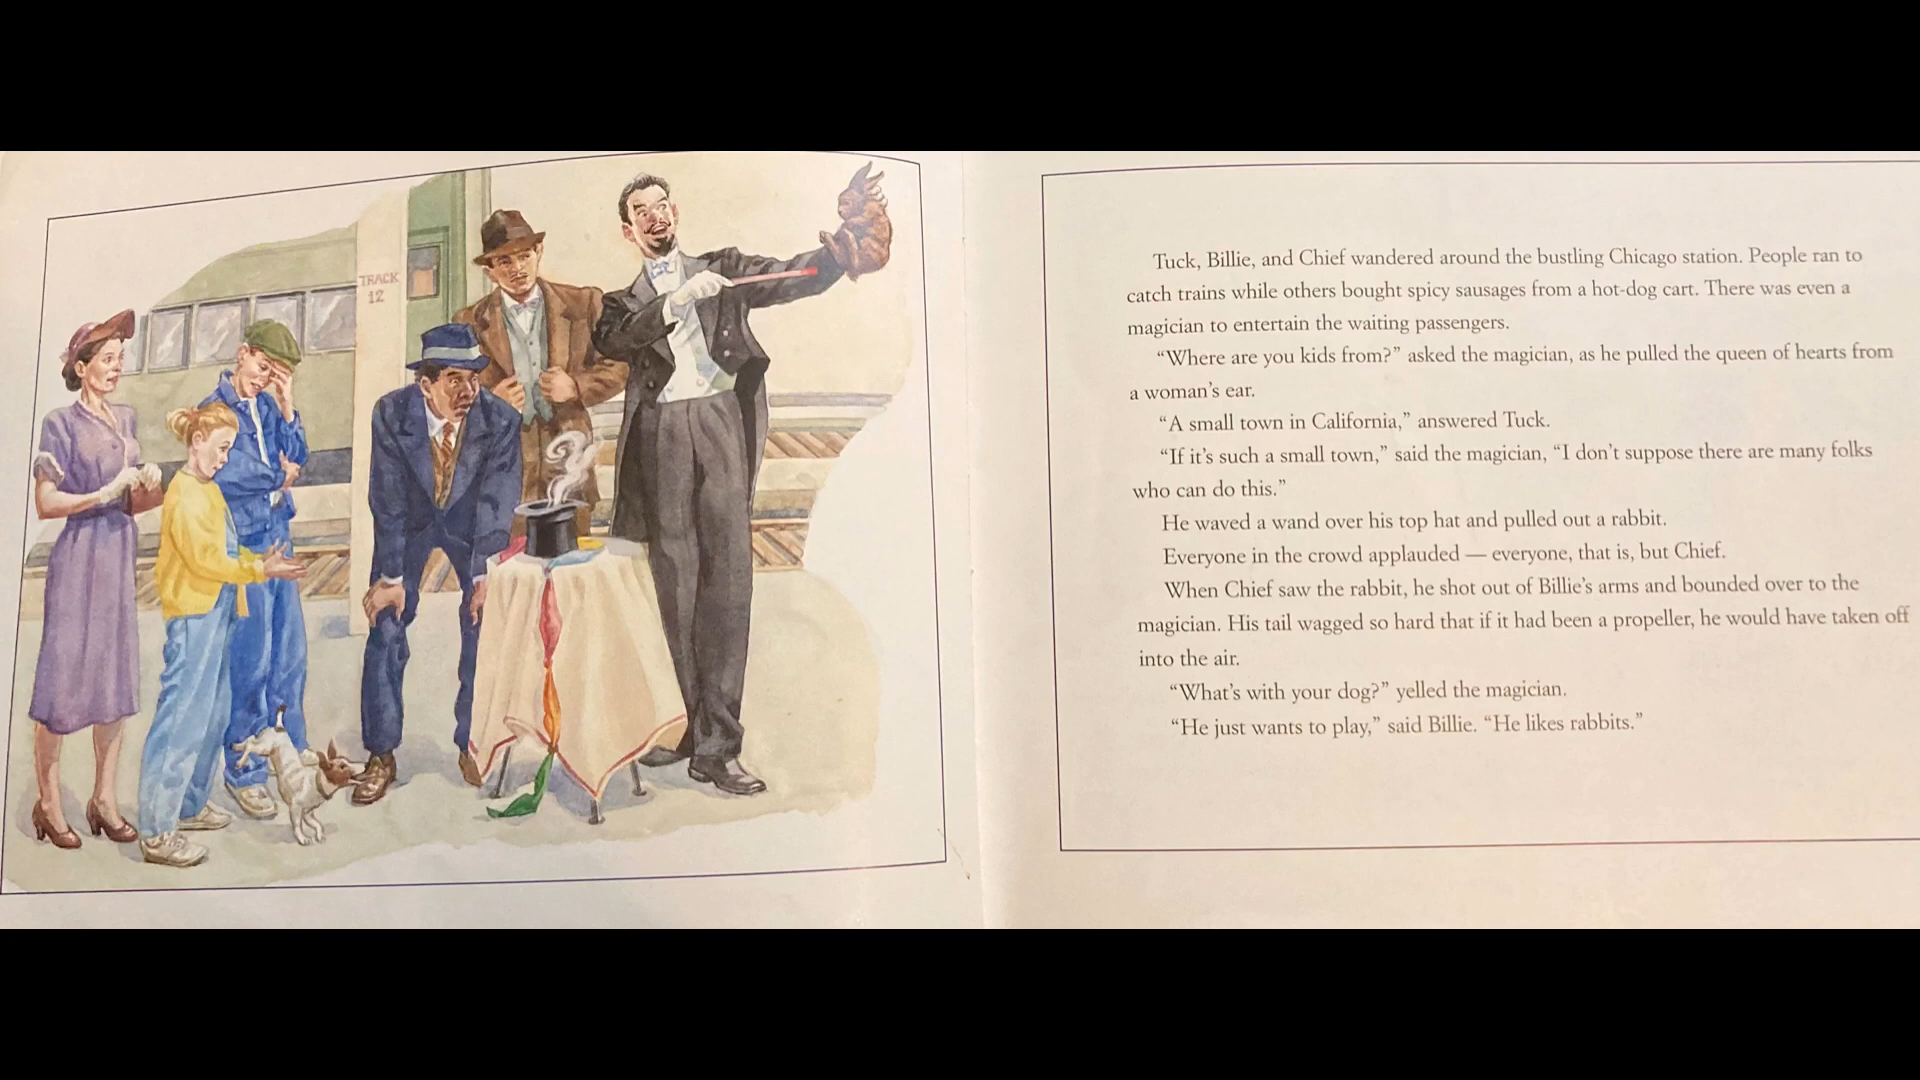 TRACK
12
Tuck, Billie, and Chief wandered around the bustling Chicago station. People ran to
catch trains while others bought spicy sausages from a hot-dog cart. There was even a
magician to entertain the waiting passengers.
“Where are you kids from?” asked the magician, as he pulled the queen of hearts from
a woman’s ear.
“A small town in California,” answered Tuck.
“If it’s such a small town,” said the magician, “I don’t suppose there are many folks
who can do this.”
He waved a wand over his top hat and pulled out a rabbit.
Everyone in the crowd applauded — everyone, that is, but Chief.
When Chief saw the rabbit, he shot out of Billie’s arms and bounded over to the
magician. His tail wagged so hard that if it had been a propeller, he would have taken off
into the air.
“What’s with your dog?” yelled the magician.
“He just wants to play,” said Billie. “He likes rabbits.”